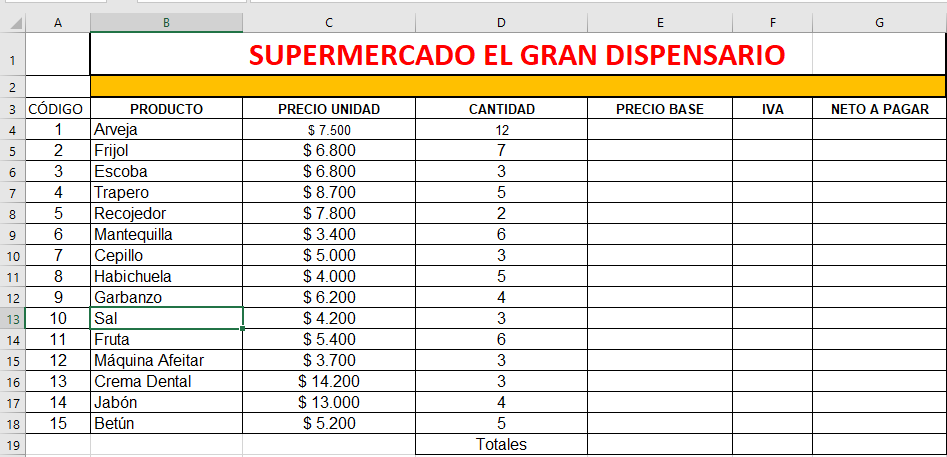 A B C D E F G
1 SUPERMERCADO EL GRAN DISPENSARIO
2
3 CÓDIGO PRODUCTO PRECIO UNIDAD CANTIDAD PRECIO BASE IVA NETO A PAGAR
4 1 Arveja $ 7.500 12
5 2 Frijol $ 6.800 7
6 3 Escoba $ 6.800 3
7 4 Trapero $ 8.700 5
8 5 Recojedor $ 7.800 2
9 6 Mantequilla $ 3.400 6
10 7 Cepillo $ 5.000 3
11 8 Habichuela $ 4.000 5
12 9 Garbanzo $ 6.200 4
13 10 Sal $ 4.200 3
14 11 Fruta $ 5.400 6
15 12 Máquina Afeitar $ 3.700 3
16 13 Crema Dental $ 14.200 3
17 14 Jabón $ 13.000 4
18 15 Betún $ 5.200 5
19 Totales